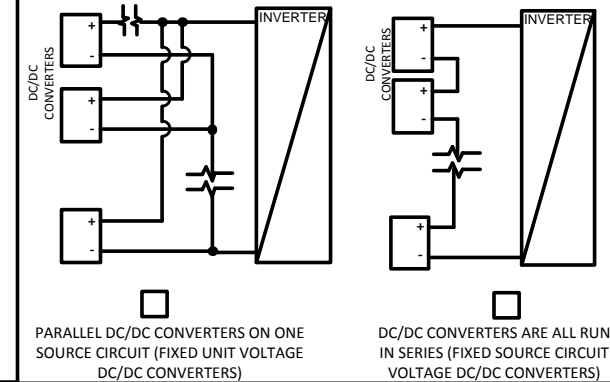 INVERTER
DC/DC
CONVERTERS
+
-
+
-
+
-
PARALLEL DC/DC CONVERTERS ON ONE
SOURCE CIRCUIT (FIXED UNIT VOLTAGE
DC/DC CONVERTERS)
INVERTER
DC/DC
CONVERTERS
+
-
+
-
+
-
DC/DC CONVERTERS ARE ALL RUN
IN SERIES (FIXED SOURCE CIRCUIT
VOLTAGE DC/DC CONVERTERS)